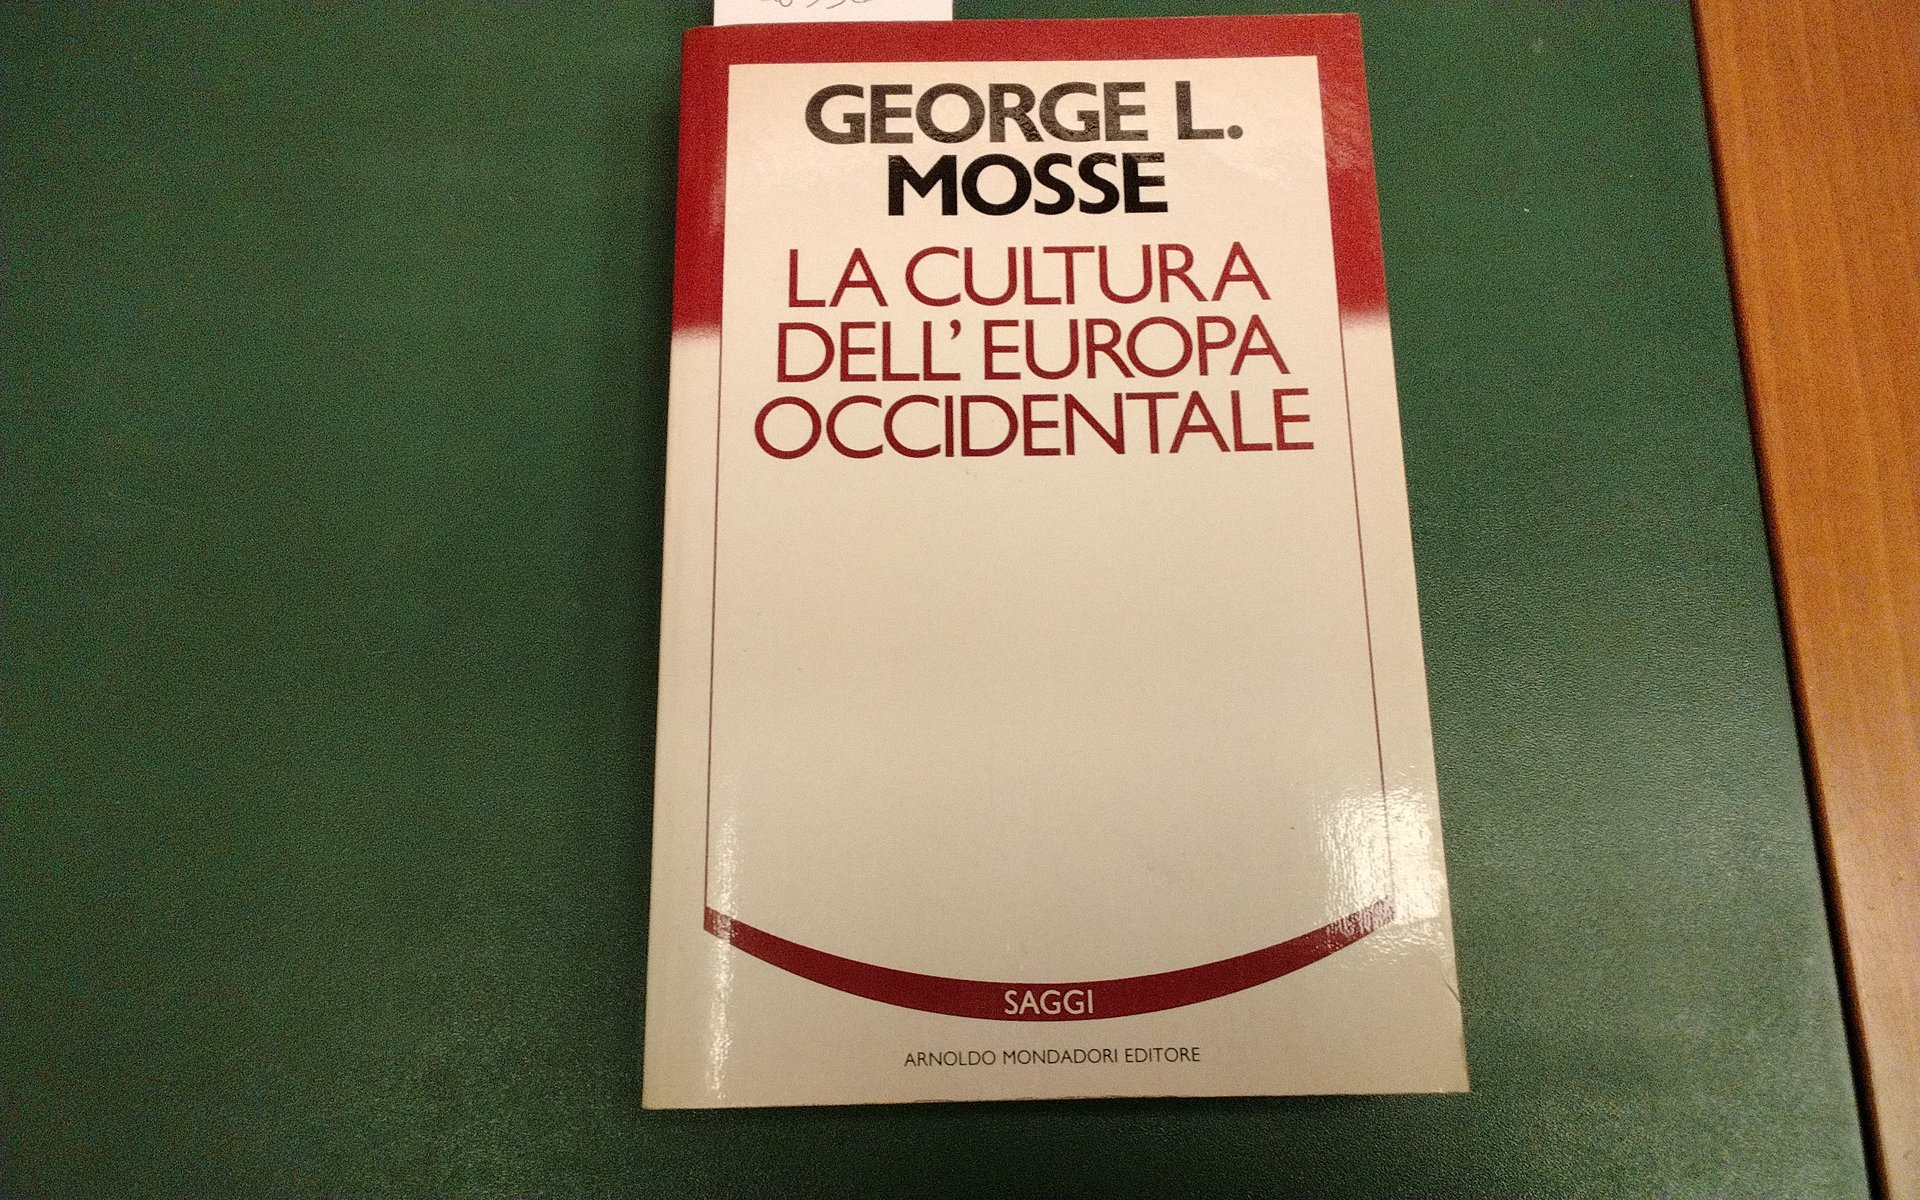 GEORGE L.
MOSSE
LA CULTURA
DELL' EUROPA
OCCIDENTALE
SAGGI
ARNOLDO MONDADORI EDITORE